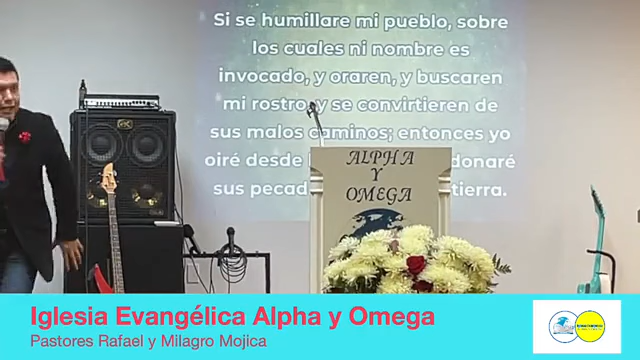 Si se humillare mi pueblo, sobre
los cuales ni nombre es
invocado, y oraren, y buscaren
mi rostro, y se convirtieren de
sus malos caminos; entonces yo
oiré desde
donaré
sus pecad
tierra.
ALPHA
Y
OMEGA
Iglesia Evangélica Alpha y Omega
Pastores Rafael y Milagro Mojica